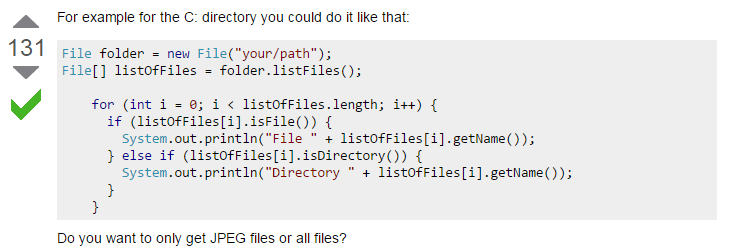 For example for the C: directory you could do it like that:
131
File folder = new File("your/path");
File[] listOfFiles = folder.listFiles();
for (int i = 0; i < listOfFiles.length; i++) {
if (listOfFiles[i].isFile()) {
System.out.println("File " + listOfFiles[i].getName());
} else if (listOfFiles[i].isDirectory()) {
System.out.println("Directory " + listOfFiles[i].getName());
}
}
Do you want to only get JPEG files or all files?